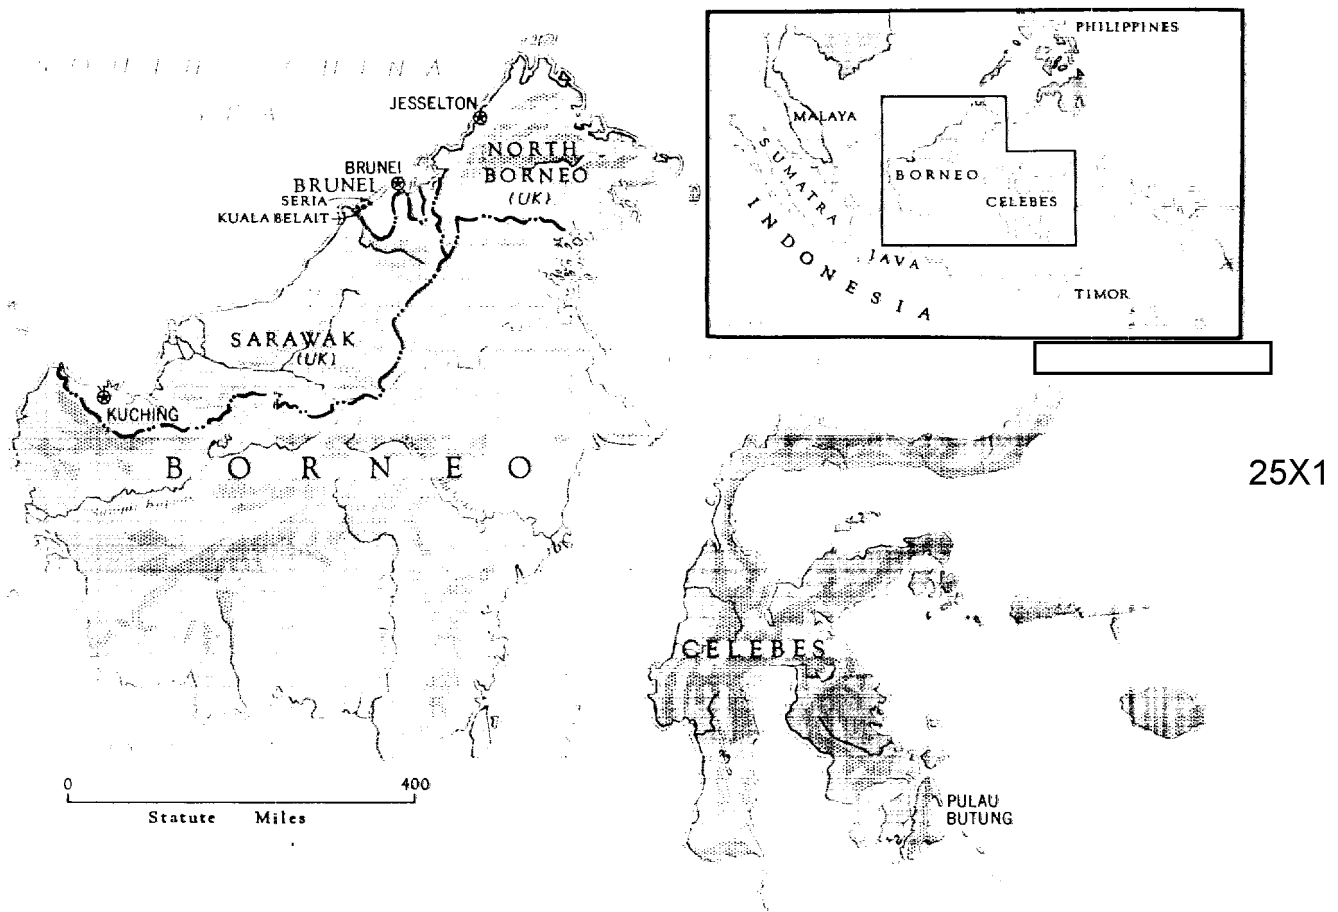 SOUTH CHINA
SEA
JESSELTON
NORTH
BORNEO
(UK)
BRUNEI
BRUNEI
SERIA
KUALA BELAIT
SARAWAK
(UK)
KUCHING
BORNEO
0 400
Statute Miles
PHILIPPINES
MALAYA
SUMATRA
BORNEO
CELEBES
INDONESIA
JAVA
TIMOR
25X1
CELEBES
PULAU
BUTUNG